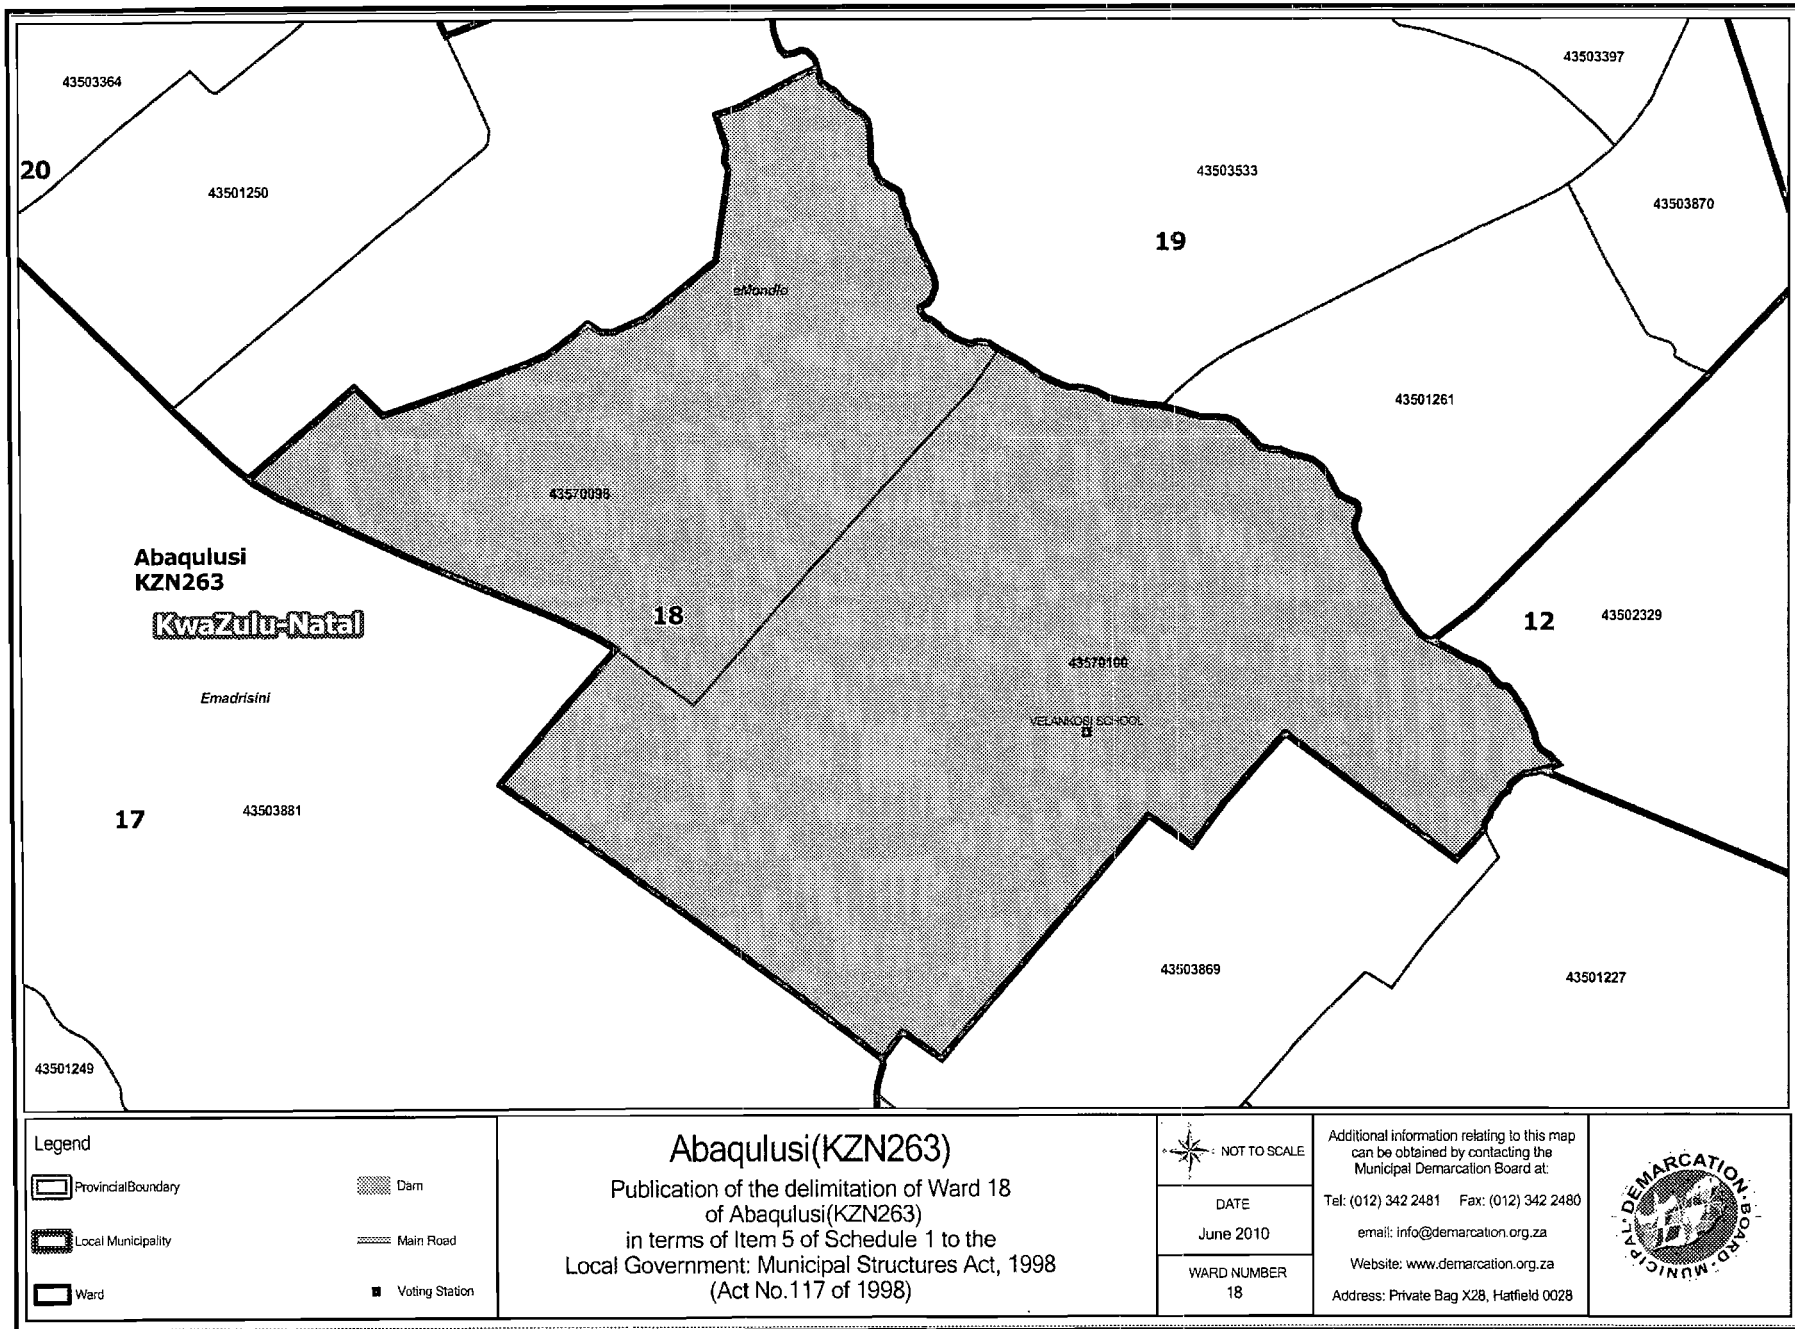 43503364
43503397
20
43501250
43503533
43503870
19
eMondlo
43501261
43570096
Abaqulusi
KZN263
KwaZulu-Natal
18
12
43502329
43570100
Emadrisini
VELANKOSI SCHOOL
17
43503881
43503869
43501227
43501249
Legend
Provincial Boundary
Dam
Local Municipality
Main Road
Ward
Voting Station
Abaqulusi(KZN263)
Publication of the delimitation of Ward 18
of Abaqulusi(KZN263)
in terms of Item 5 of Schedule 1 to the
Local Government: Municipal Structures Act, 1998
(Act No.117 of 1998)
NOT TO SCALE
DATE
June 2010
WARD NUMBER
18
Additional information relating to this map
can be obtained by contacting the
Municipal Demarcation Board at:
Tel: (012) 342 2481 Fax: (012) 342 2480
email: info@demarcation.org.za
Website: www.demarcation.org.za
Address: Private Bag X28, Hatfield 0028
MUNICIPAL DEMARCATION BOARD